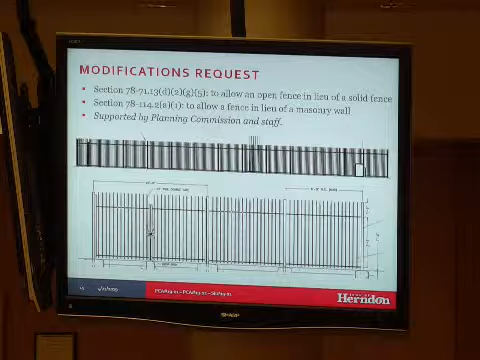 MODIFICATIONS REQUEST
Section 78-71.13(d)(2)(g)(5): to allow an open fence in lieu of a solid fence
Section 78-114.2(a)(1): to allow a fence in lieu of a masonry wall
Supported by Planning Commission and staff.
Herndon
SHARP